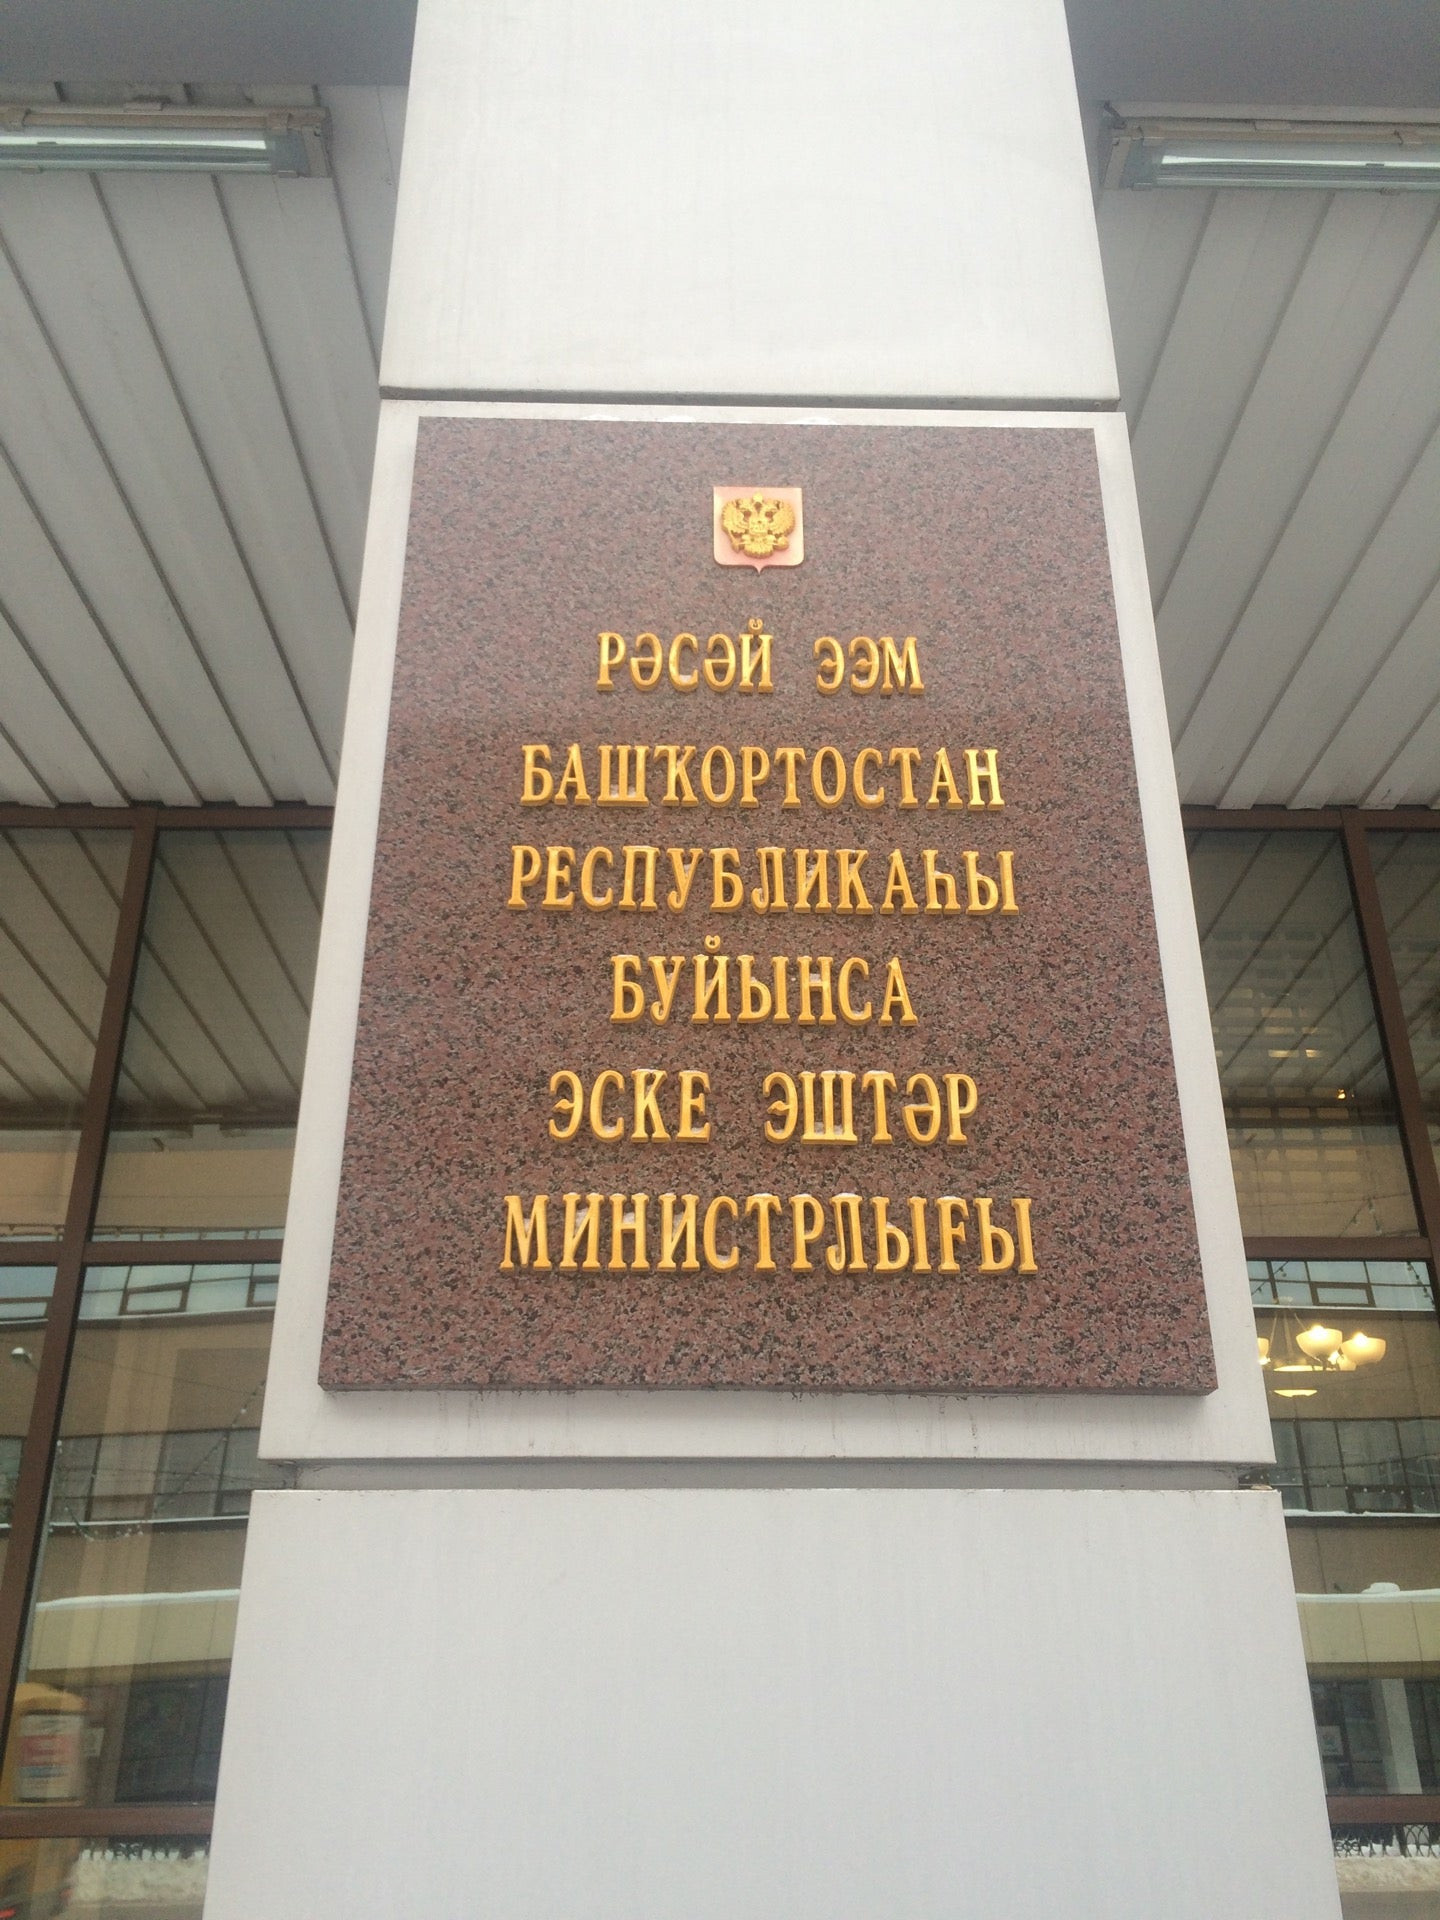 РӘСӘЙ ЭЭМ
БАШҠОРТОСТАН
РЕСПУБЛИКАҺЫ
БУЙЫНСА
ЭСКЕ ЭШТӘР
МИНИСТРЛЫҒЫ